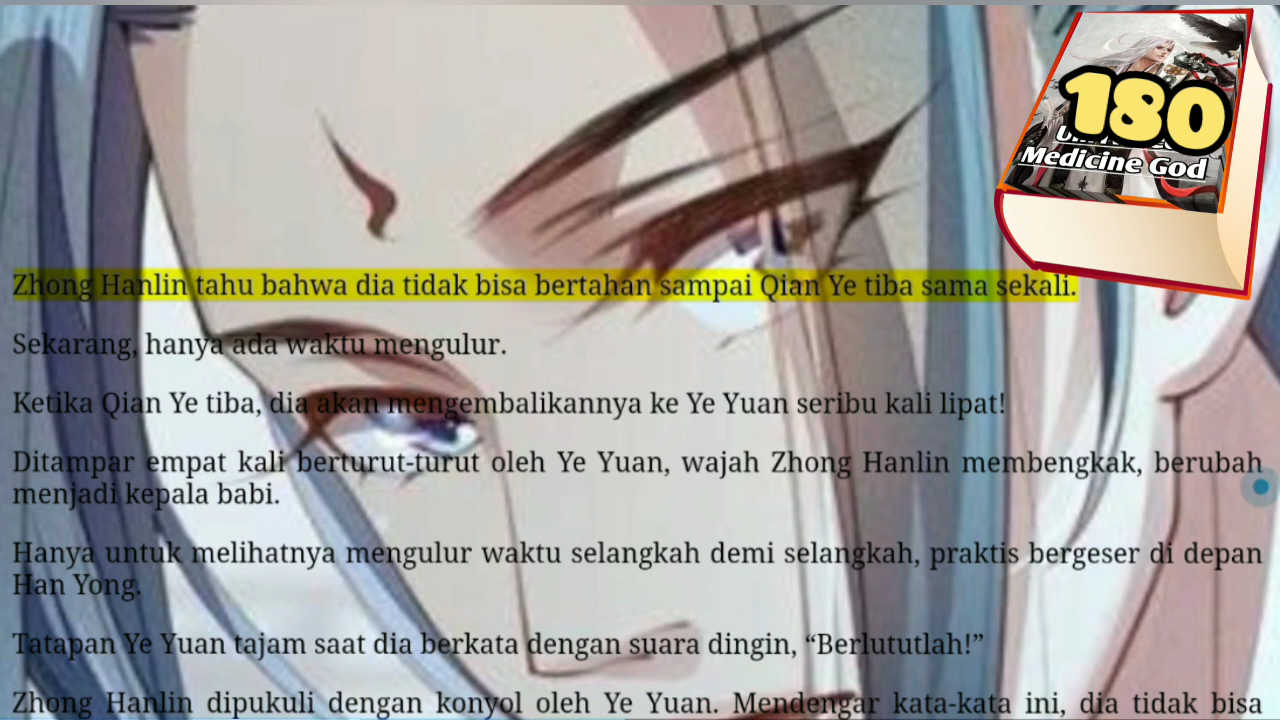 180
Medicine God
Zhong Hanlin tahu bahwa dia tidak bisa bertahan sampai Qian Ye tiba sama sekali.
Sekarang, hanya ada waktu mengulur.
Ketika Qian Ye tiba, dia akan mengembalikannya ke Ye Yuan seribu kali lipat!
Ditampar empat kali berturut-turut oleh Ye Yuan, wajah Zhong Hanlin membengkak, berubah
menjadi kepala babi.
Hanya untuk melihatnya mengulur waktu selangkah demi selangkah, praktis bergeser di depan
Han Yong.
Tatapan Ye Yuan tajam saat dia berkata dengan suara dingin, “Berlututlah!”
Zhong Hanlin dipukuli dengan konyol oleh Ye Yuan. Mendengar kata-kata ini, dia tidak bisa